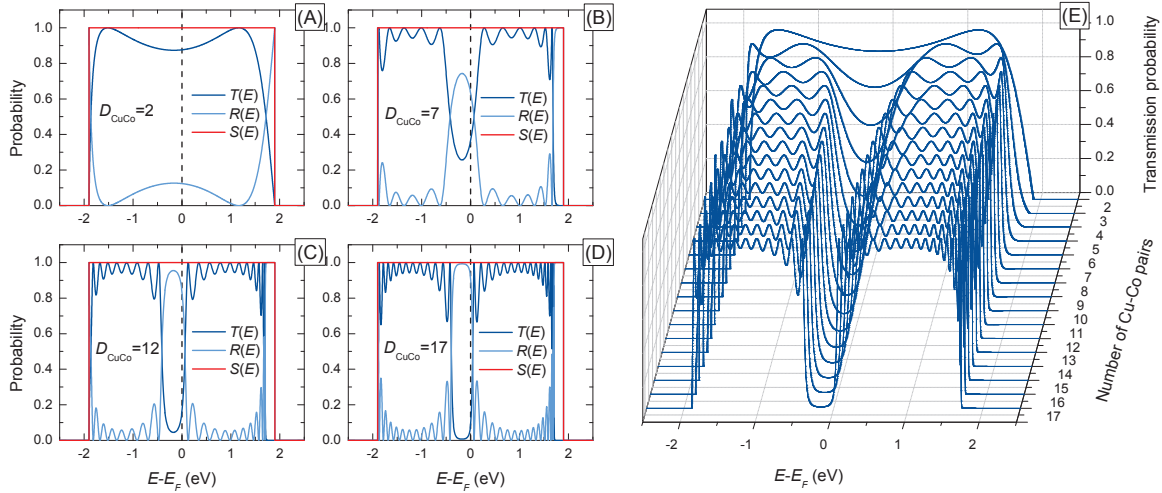 (A)
Probability
1.0
0.8
0.6
0.4
0.2
0.0
D_CuCo=2
T(E)
R(E)
S(E)
-2 -1 0 1 2
(B)
1.0
0.8
0.6
0.4
0.2
0.0
D_CuCo=7
T(E)
R(E)
S(E)
-2 -1 0 1 2
(C)
Probability
1.0
0.8
0.6
0.4
0.2
0.0
D_CuCo=12
T(E)
R(E)
S(E)
-2 -1 0 1 2
E-E_F (eV)
(D)
1.0
0.8
0.6
0.4
0.2
0.0
D_CuCo=17
T(E)
R(E)
S(E)
-2 -1 0 1 2
E-E_F (eV)
(E)
1.0
0.8
0.6
0.4
0.2
0.0
Transmission probability
2
3
4
5
6
7
8
9
10
11
12
13
14
15
16
17
Number of Cu-Co pairs
-2 -1 0 1 2
E-E_F (eV)